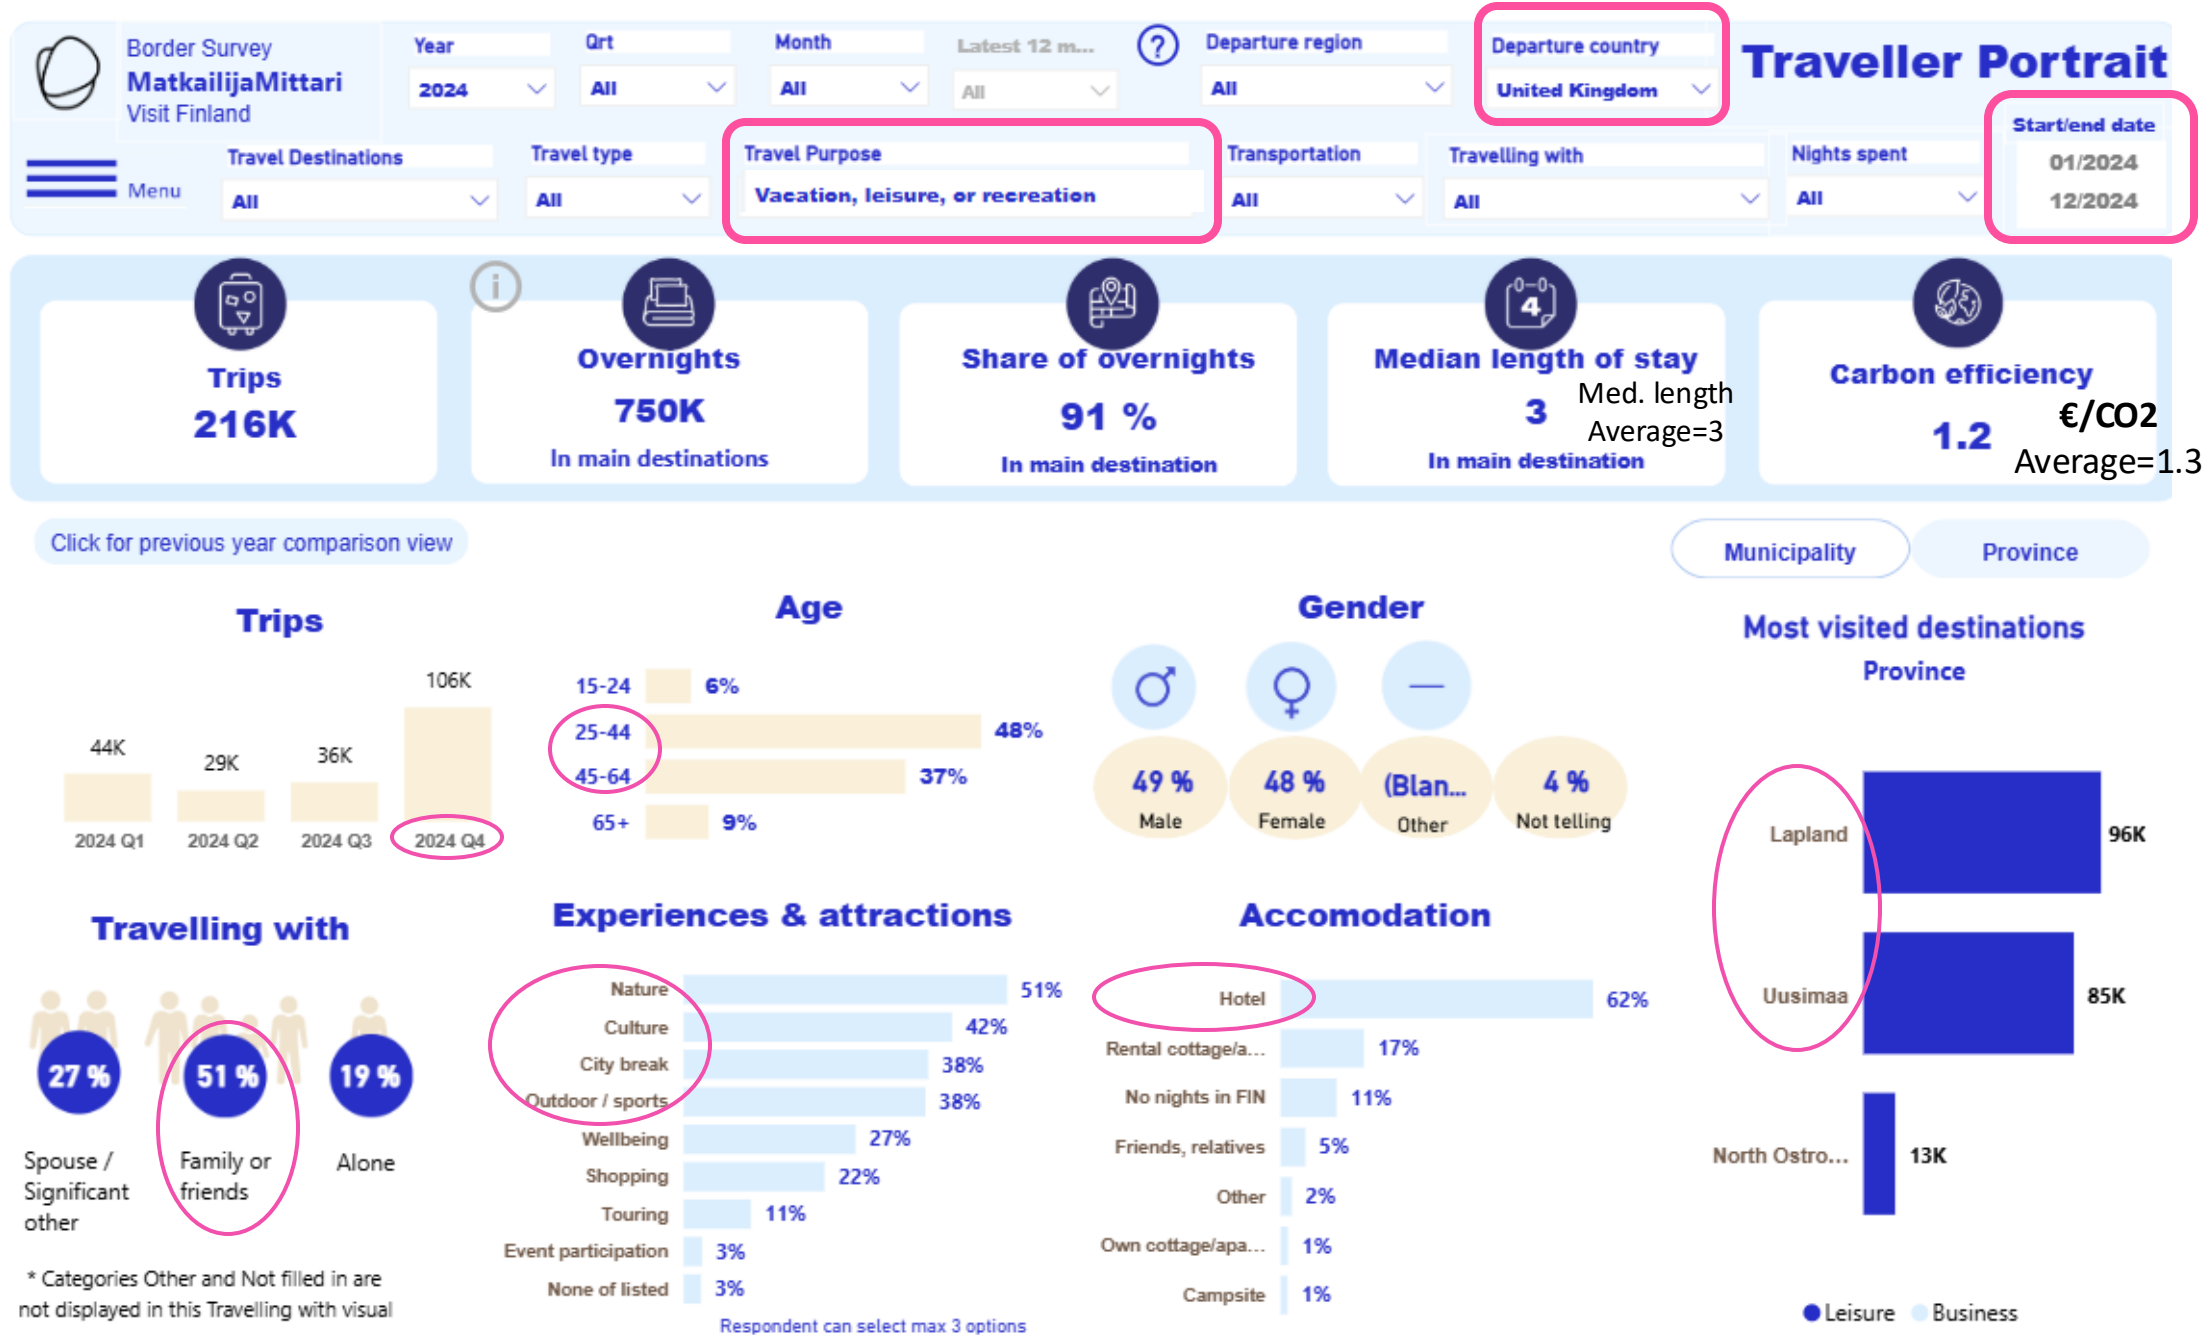 Border Survey
MatkailijaMittari
Visit Finland
Year
2024
Qrt
All
Month
All
Latest 12 m...
All
?
Departure region
All
Departure country
United Kingdom
Traveller Portrait
Menu
Travel Destinations
All
Travel type
All
Travel Purpose
Vacation, leisure, or recreation
Transportation
All
Travelling with
All
Nights spent
All
Start/end date
01/2024
12/2024
Trips
216K
i
Overnights
750K
In main destinations
Share of overnights
91 %
In main destination
4
Median length of stay
3
Med. length
Average=3
In main destination
Carbon efficiency
1.2
€/CO2
Average=1.3
Click for previous year comparison view
Municipality
Province
Trips
44K
29K
36K
106K
2024 Q1
2024 Q2
2024 Q3
2024 Q4
Age
15-24 6%
25-44 48%
45-64 37%
65+ 9%
Gender
49 %
Male
48 %
Female
(Blan...
Other
4 %
Not telling
Most visited destinations
Province
Lapland 96K
Uusimaa 85K
North Ostro... 13K
Leisure
Business
Travelling with
27 %
51 %
19 %
Spouse /
Significant
other
Family or
friends
Alone
* Categories Other and Not filled in are
not displayed in this Travelling with visual
Experiences & attractions
Nature 51%
Culture 42%
City break 38%
Outdoor / sports 38%
Wellbeing 27%
Shopping 22%
Touring 11%
Event participation 3%
None of listed 3%
Respondent can select max 3 options
Accomodation
Hotel 62%
Rental cottage/a... 17%
No nights in FIN 11%
Friends, relatives 5%
Other 2%
Own cottage/apa... 1%
Campsite 1%